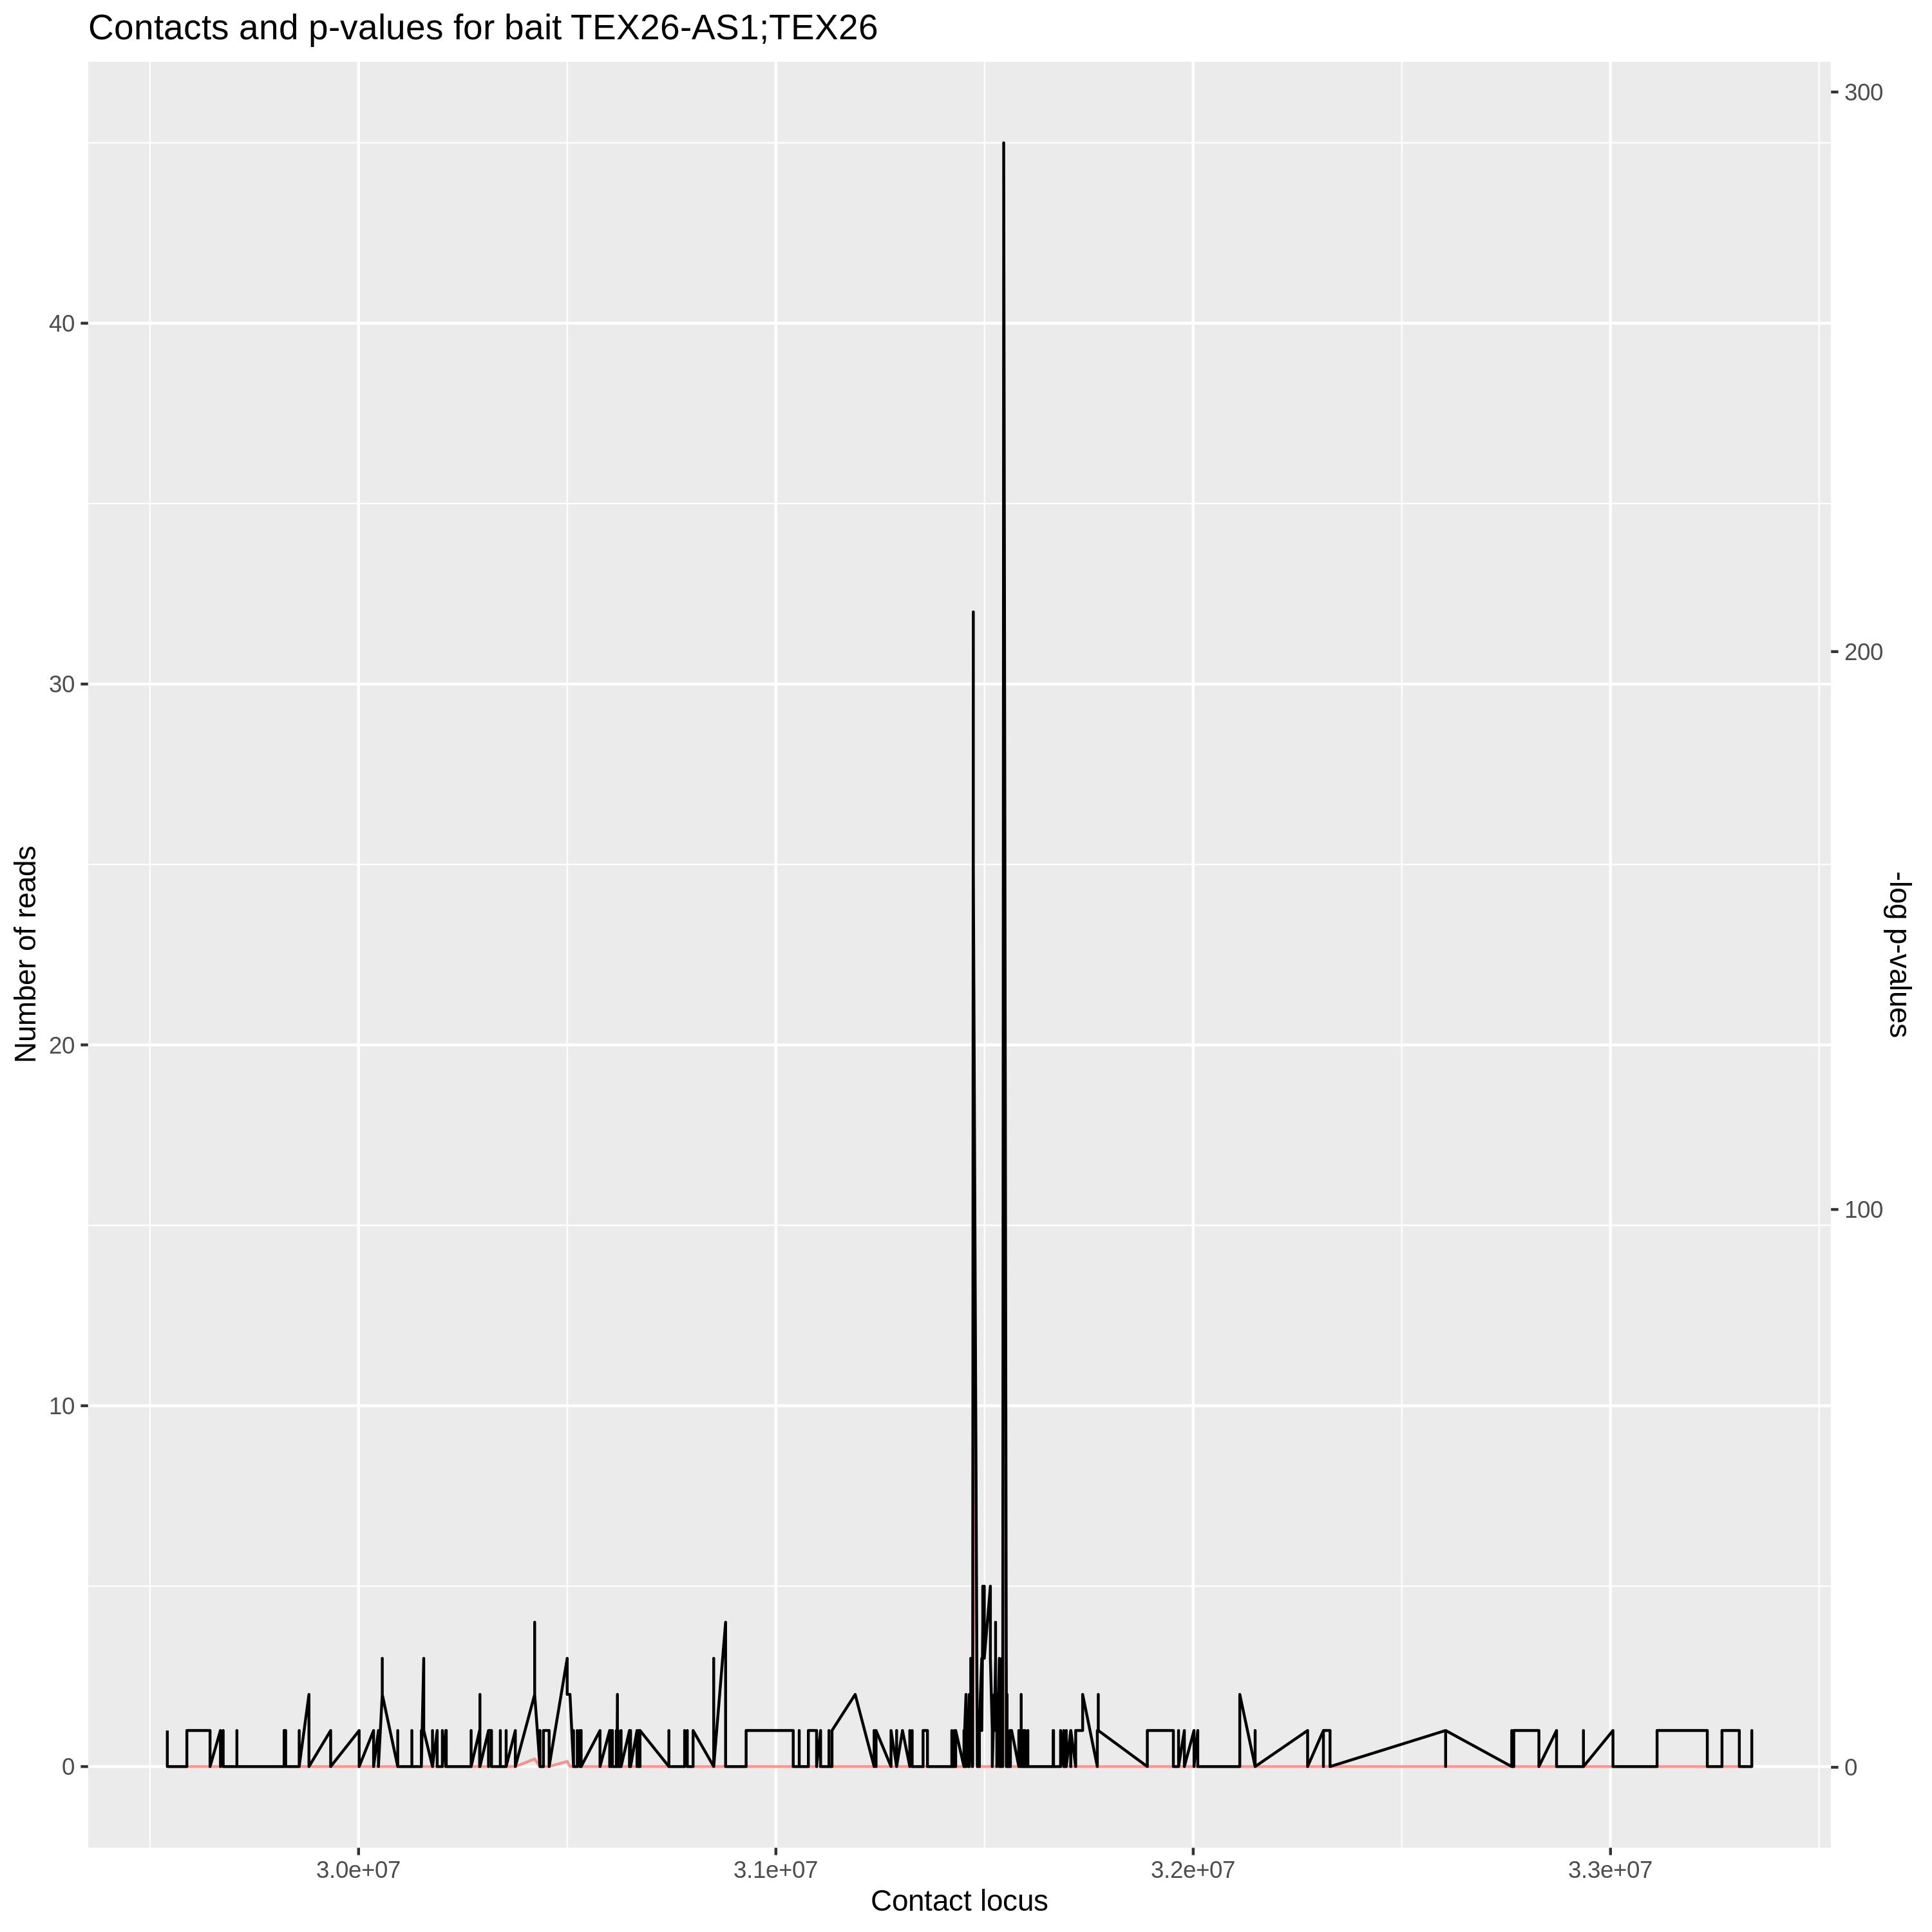 Contacts and p-values for bait TEX26-AS1;TEX26
300
40
200
30
Number of reads
-log p-values
20
100
10
0
0
3.0e+07
3.1e+07
3.2e+07
3.3e+07
Contact locus